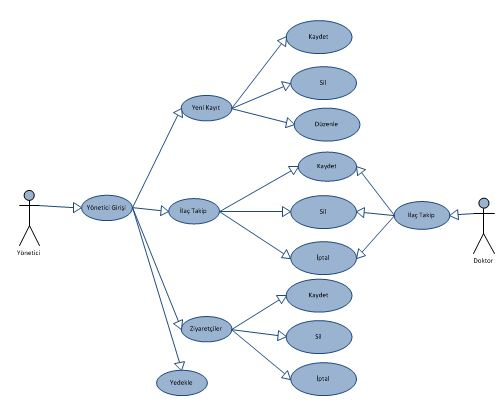 Kaydet
Sil
Yeni Kayıt
Düzenle
Kaydet
Yönetici Girişi
İlaç Takip
Sil
İlaç Takip
Yönetici
Doktor
İptal
Kaydet
Ziyaretçiler
Sil
Yedekle
İptal